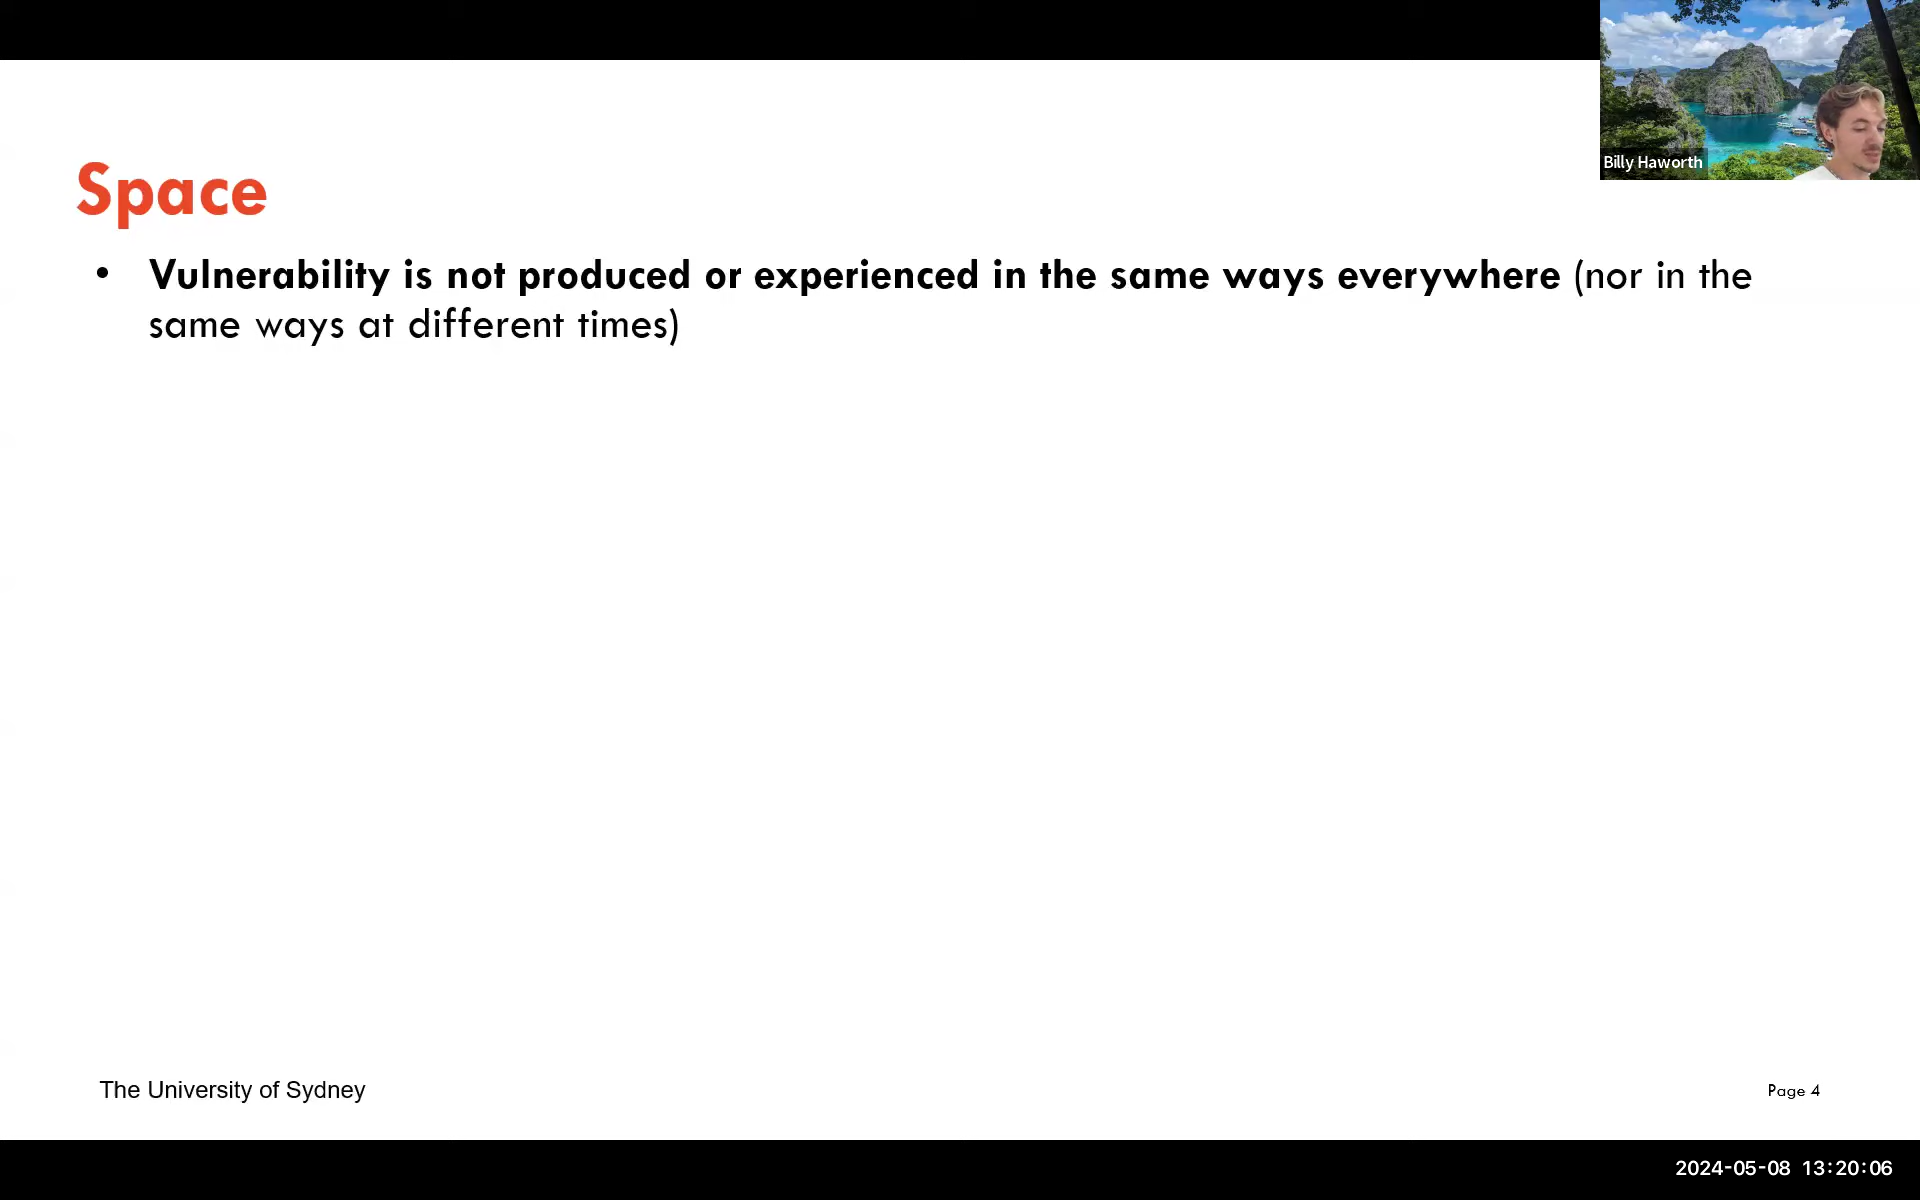 Billy Haworth
Space
• Vulnerability is not produced or experienced in the same ways everywhere (nor in the
same ways at different times)
The University of Sydney
Page 4
2024-05-08 13:20:06